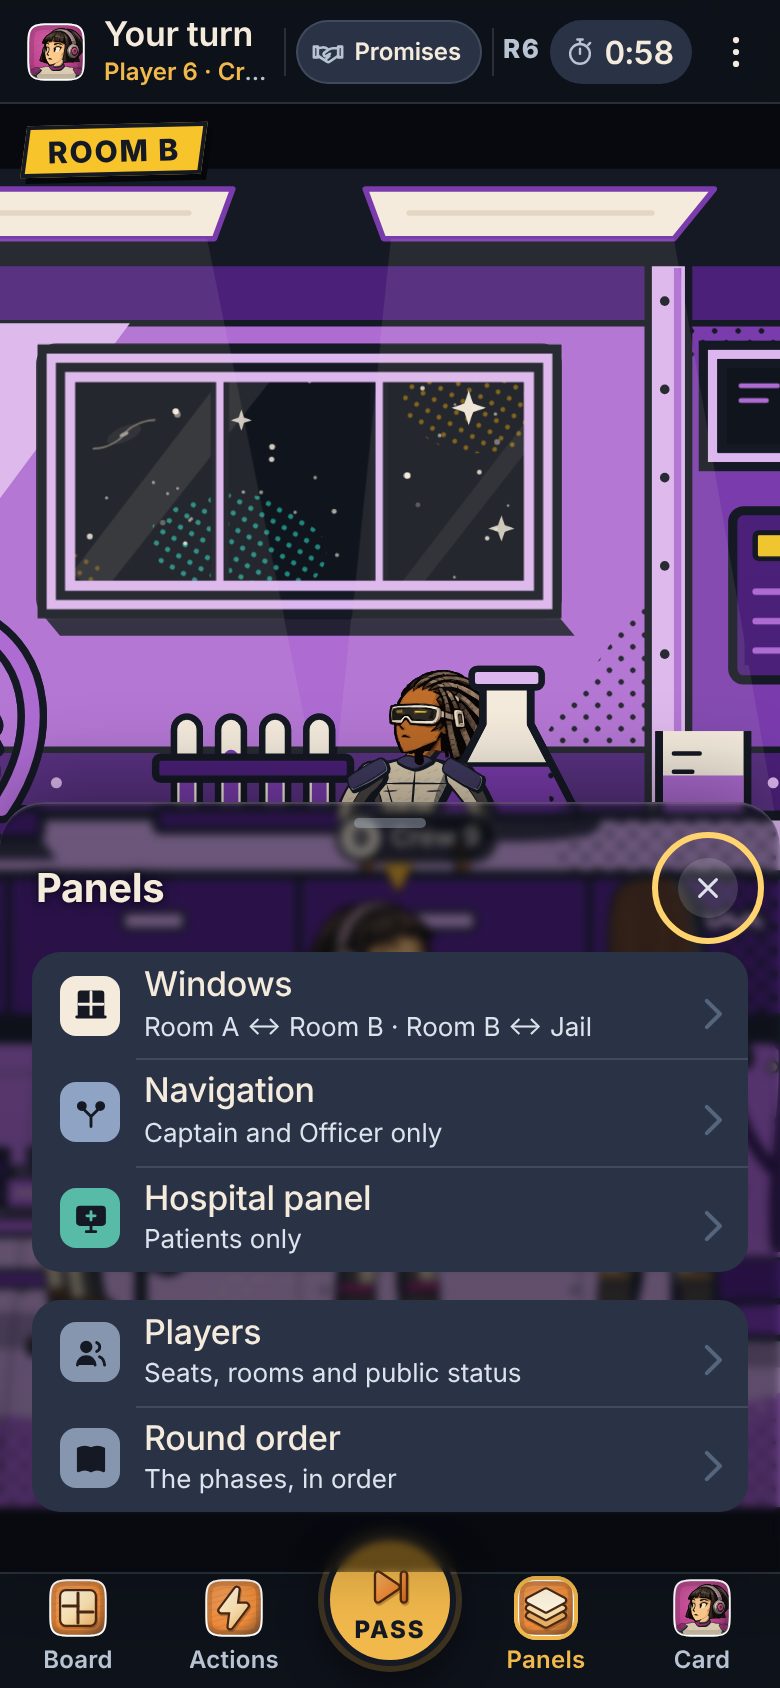 Your turn
Player 6 · Cr...
Promises
R6
0:58
ROOM B
Crew 8
Panels
Windows
Room A ↔ Room B · Room B ↔ Jail
Navigation
Captain and Officer only
Hospital panel
Patients only
Players
Seats, rooms and public status
Round order
The phases, in order
PASS
Board
Actions
Panels
Card